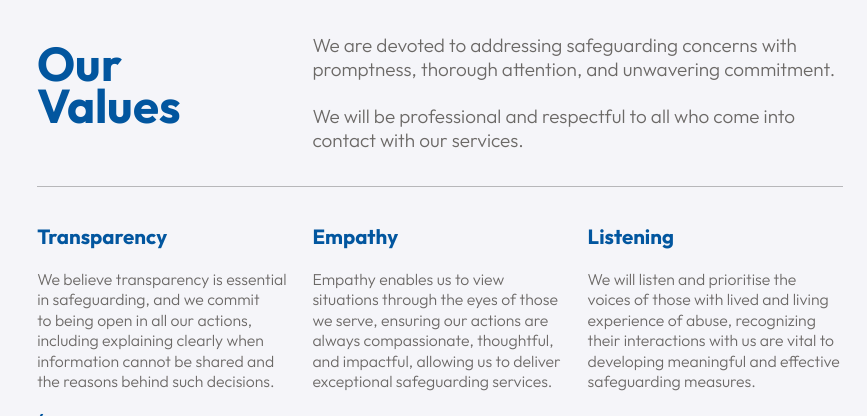 Our
Values
We are devoted to addressing safeguarding concerns with
promptness, thorough attention, and unwavering commitment.
We will be professional and respectful to all who come into
contact with our services.
Transparency
We believe transparency is essential
in safeguarding, and we commit
to being open in all our actions,
including explaining clearly when
information cannot be shared and
the reasons behind such decisions.
Empathy
Empathy enables us to view
situations through the eyes of those
we serve, ensuring our actions are
always compassionate, thoughtful,
and impactful, allowing us to deliver
exceptional safeguarding services.
Listening
We will listen and prioritise the
voices of those with lived and living
experience of abuse, recognizing
their interactions with us are vital to
developing meaningful and effective
safeguarding measures.